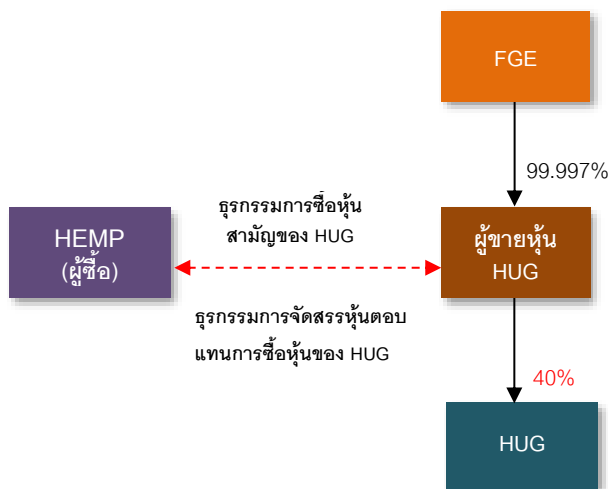 FGE
99.997%
ธุรกรรมการซื้อหุ้น
สามัญของ HUG
HEMP
(ผู้ซื้อ)
ผู้ขายหุ้น
HUG
ธุรกรรมการจัดสรรหุ้นตอบ
แทนการซื้อหุ้นของ HUG
40%
HUG